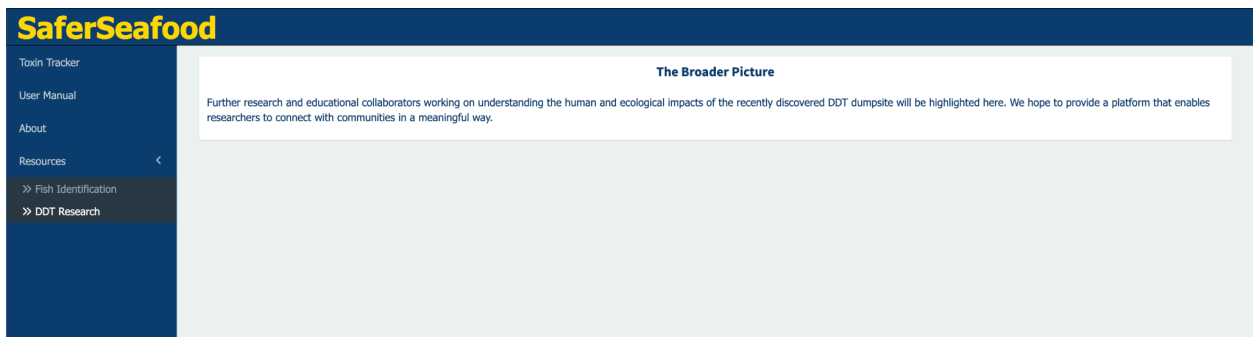 SaferSeafood
Toxin Tracker
User Manual
About
Resources
Fish Identification
DDT Research
The Broader Picture
Further research and educational collaborators working on understanding the human and ecological impacts of the recently discovered DDT dumpsite will be highlighted here. We hope to provide a platform that enables
researchers to connect with communities in a meaningful way.